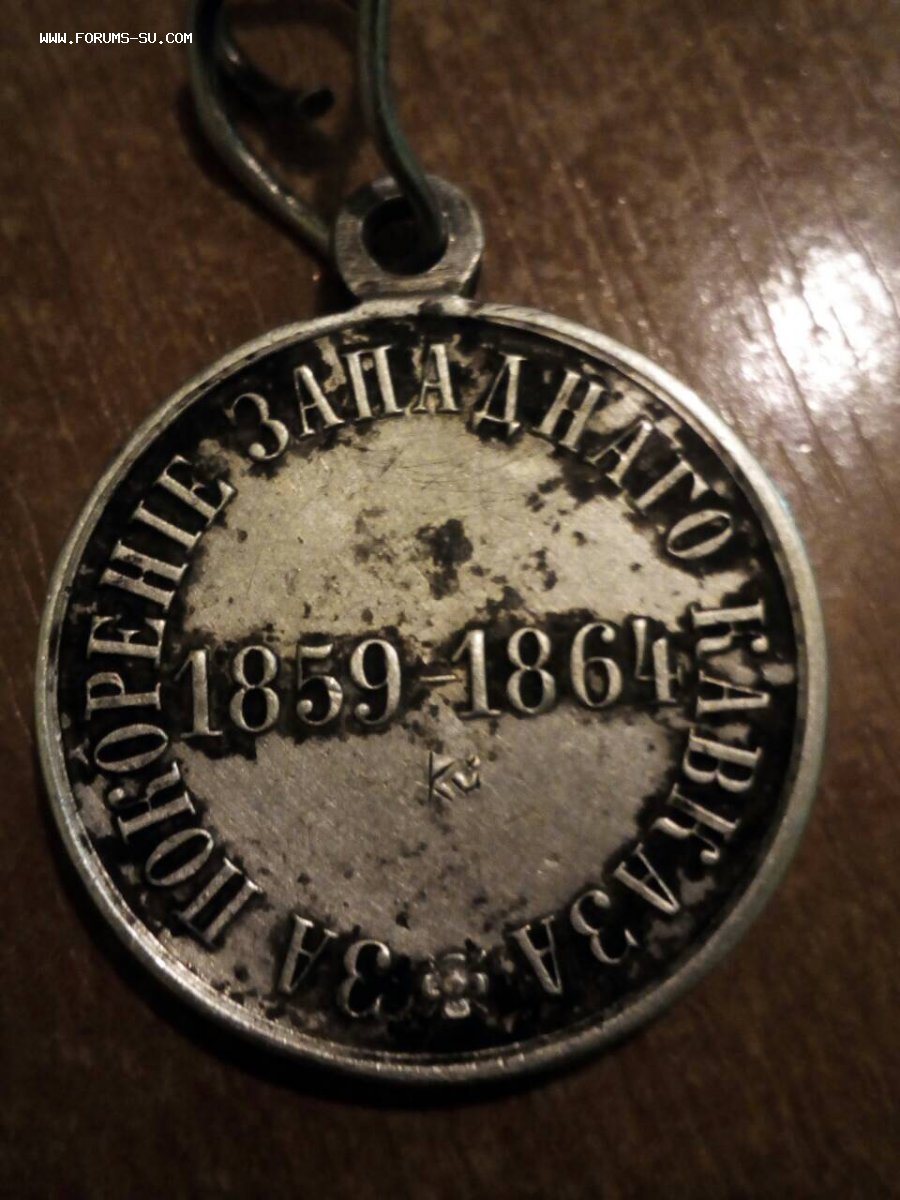 WWW.FORUMS-SU.COM
ЗА ПОКОРЕНІЕ ЗАПАДНАГО КАВКАЗА
1859-1864